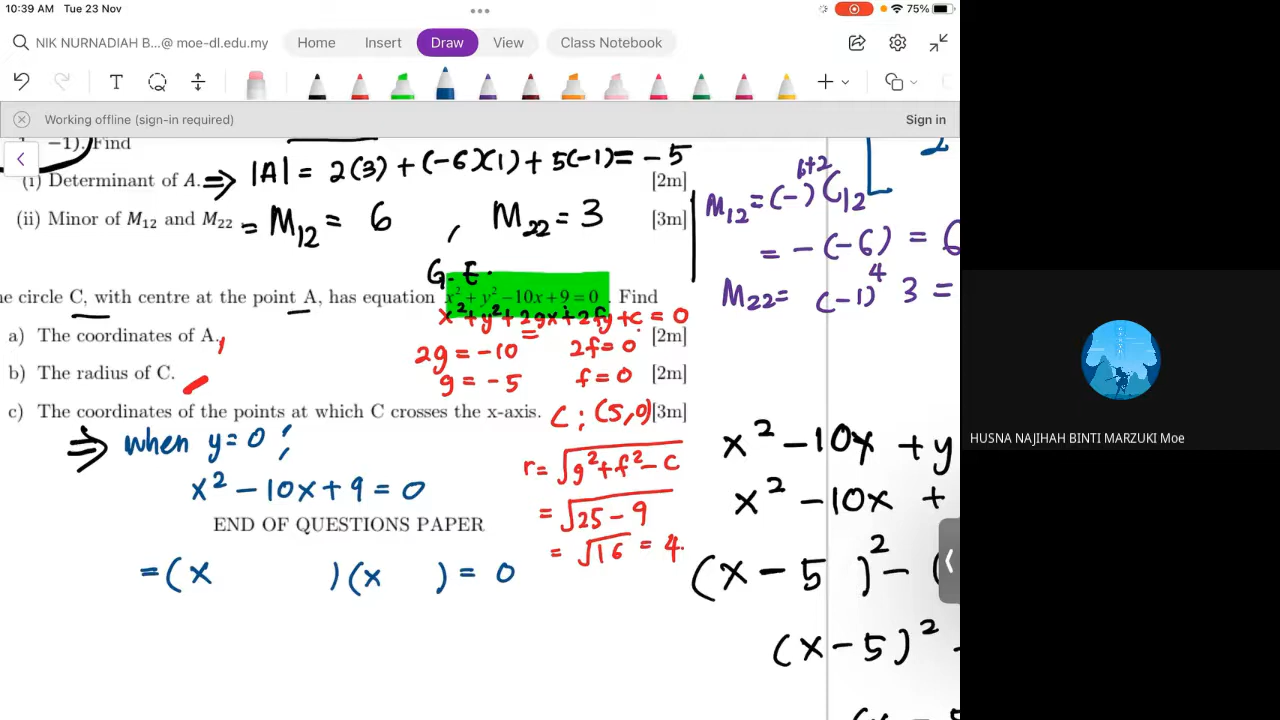 10:39 AM Tue 23 Nov
75%
NIK NURNADIAH B...@ moe-dl.edu.my
Home Insert Draw View Class Notebook
Working offline (sign-in required)
Sign in
−1). Find
(i) Determinant of A. ⇒ |A| = 2(3) + (-6)(1) + 5(-1) = -5 [2m]
(ii) Minor of M12 and M22 = M12 = 6 , M22 = 3 [3m]
M12 = (-)^(1+2) C12
= -(-6) = 6
M22 = (-1)^4 3 =
G.E.
ne circle C, with centre at the point A, has equation x² + y² − 10x + 9 = 0 . Find
x² + y² + 2gx + 2fy + c = 0
a) The coordinates of A. [2m]
2g = -10 2f = 0
g = -5 f = 0
b) The radius of C. [2m]
c) The coordinates of the points at which C crosses the x-axis. [3m]
C ; (5,0)
⇒ when y = 0 ;
x² - 10x + 9 = 0
r = √g² + f² - c
= √25 - 9
= √16 = 4.
END OF QUESTIONS PAPER
= (x )(x ) = 0
x² - 10x + y
x² - 10x +
(x - 5 )² - (
(x - 5)² -
HUSNA NAJIHAH BINTI MARZUKI Moe